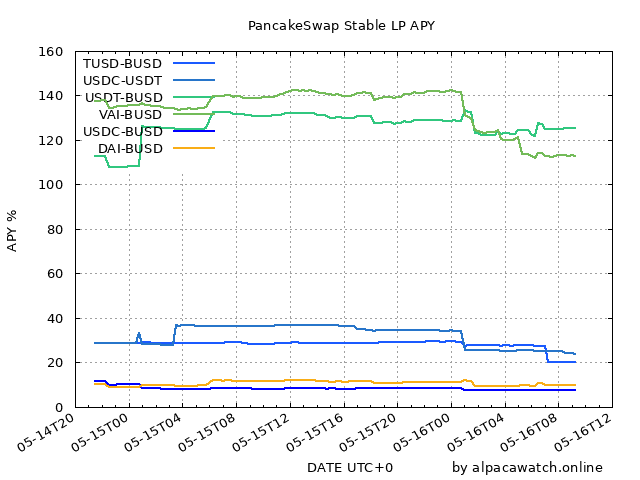 PancakeSwap Stable LP APY
160
140
120
100
80
60
40
20
0
APY %
TUSD-BUSD
USDC-USDT
USDT-BUSD
VAI-BUSD
USDC-BUSD
DAI-BUSD
05-14T20
05-15T00
05-15T04
05-15T08
05-15T12
05-15T16
05-15T20
05-16T00
05-16T04
05-16T08
05-16T12
DATE UTC+0
by alpacawatch.online